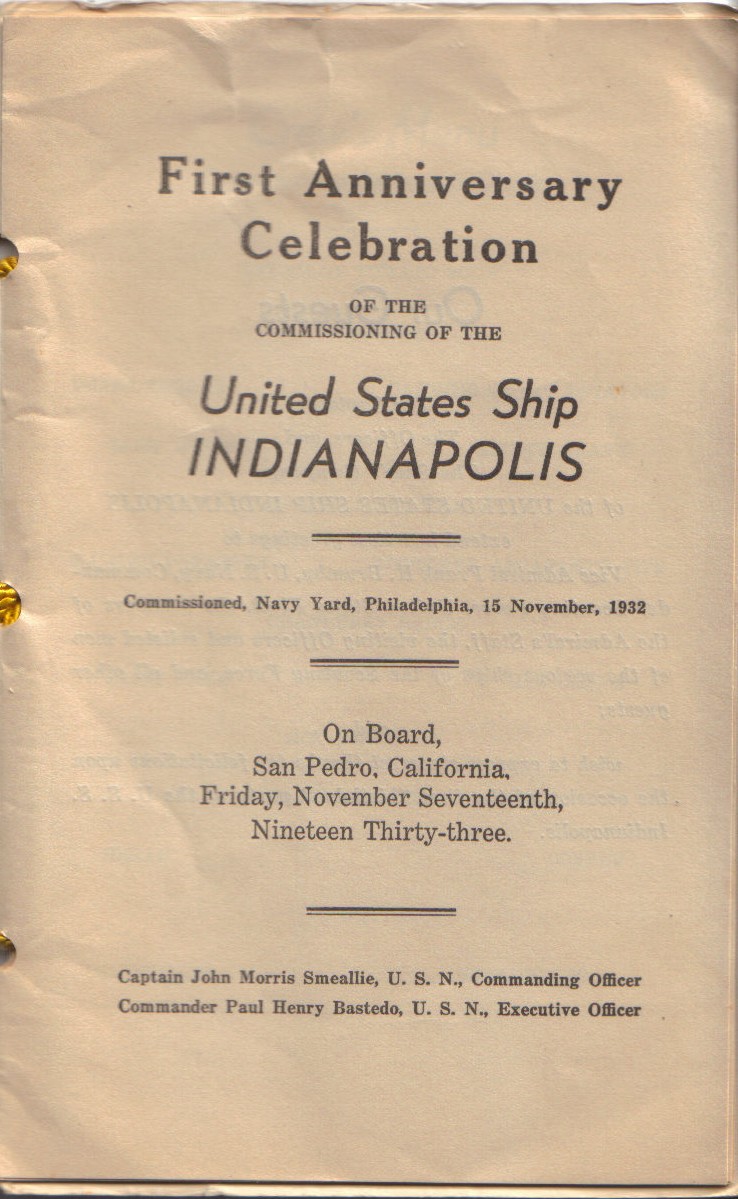 First Anniversary
Celebration
OF THE
COMMISSIONING OF THE
United States Ship
INDIANAPOLIS
Commissioned, Navy Yard, Philadelphia, 15 November, 1932
On Board,
San Pedro, California,
Friday, November Seventeenth,
Nineteen Thirty-three.
Captain John Morris Smeallie, U. S. N., Commanding Officer
Commander Paul Henry Bastedo, U. S. N., Executive Officer